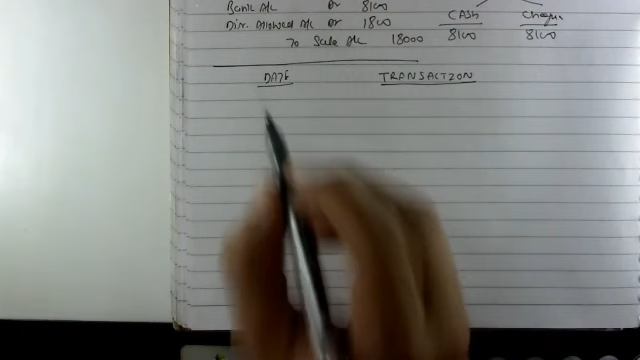 Bank A/c Dr 8100
Dis. Allowed A/c Dr 1800 CASH Cheque
To Sale A/c 18000 8100 8100
DATE TRANSACTION